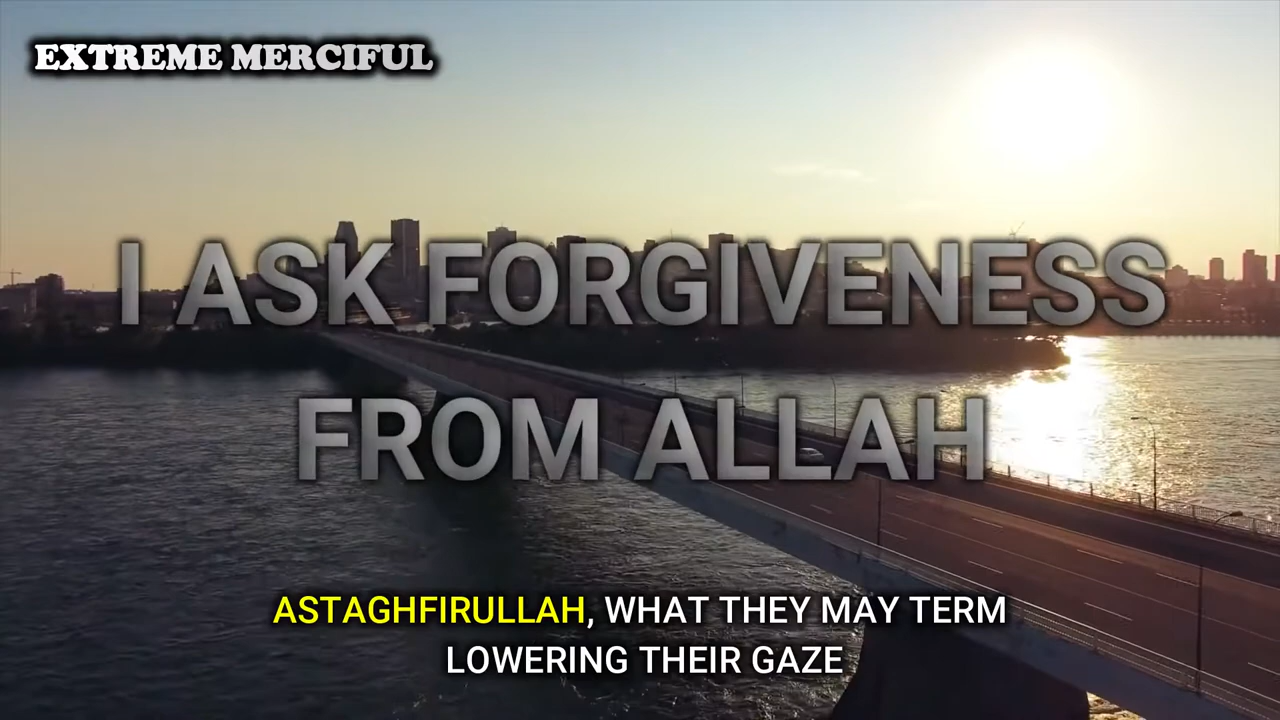 EXTREME MERCIFUL
I ASK FORGIVENESS
FROM ALLAH
ASTAGHFIRULLAH, WHAT THEY MAY TERM
LOWERING THEIR GAZE